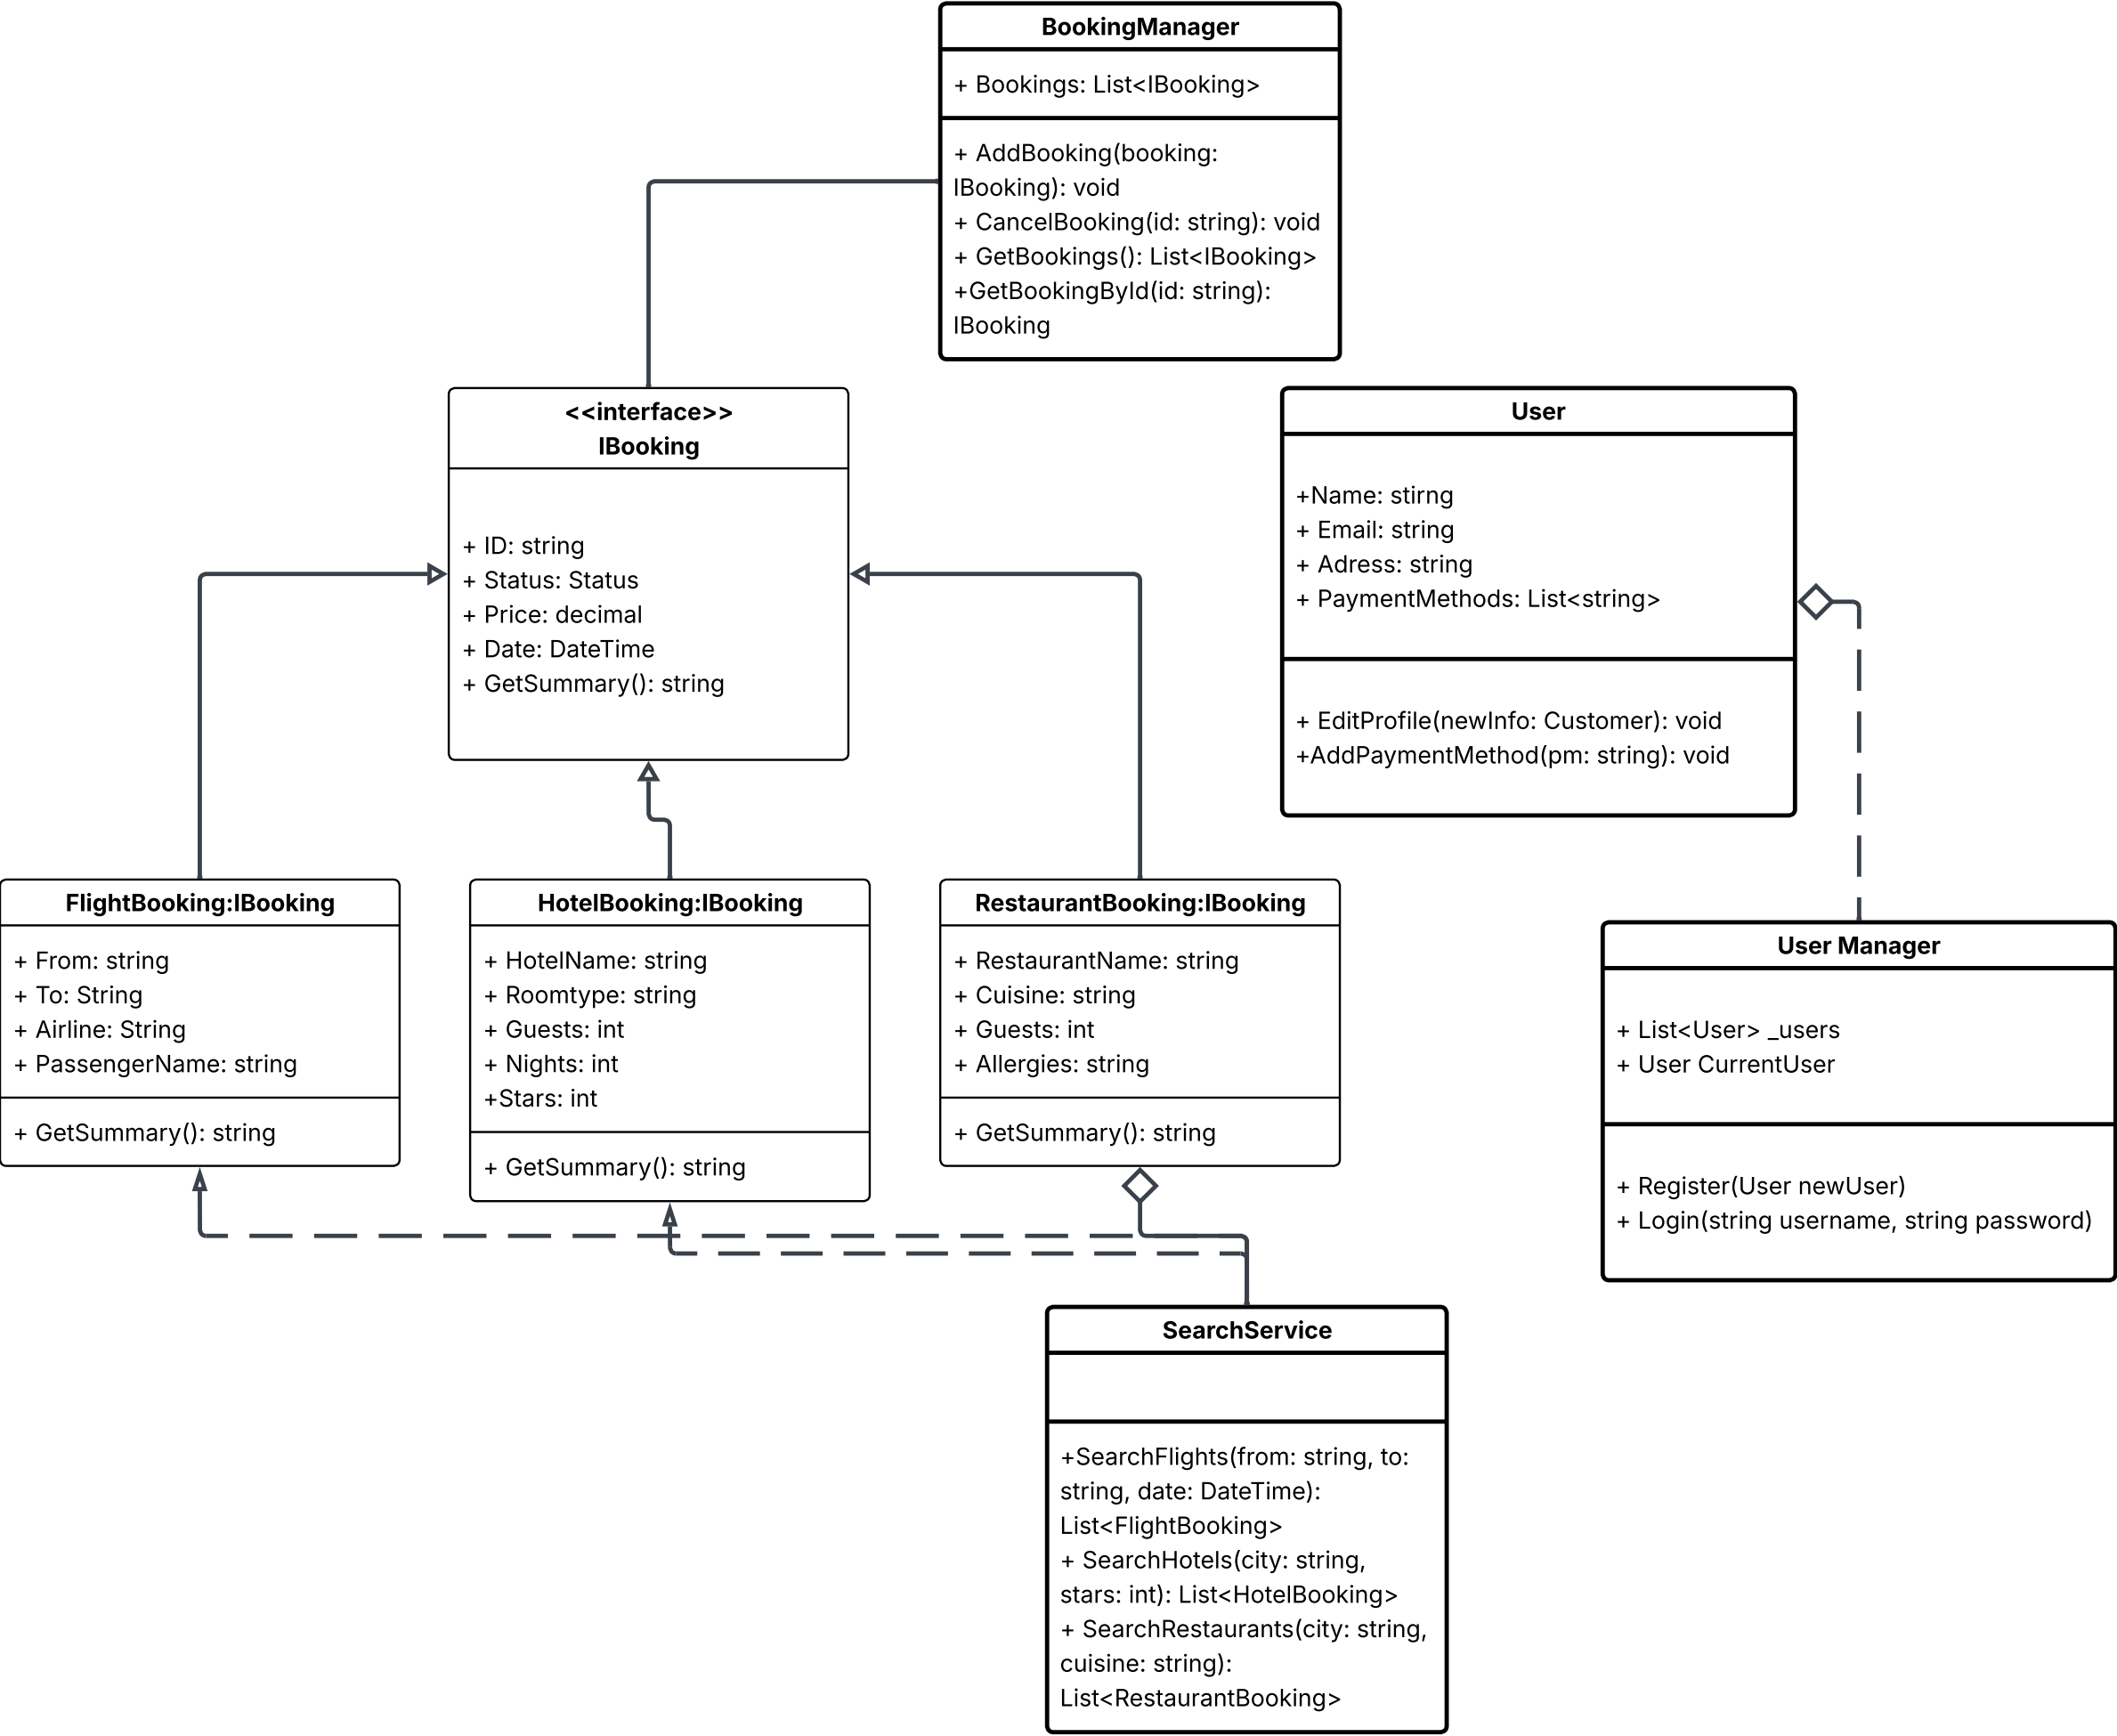 BookingManager
+ Bookings: List<IBooking>
+ AddBooking(booking:
IBooking): void
+ CancelBooking(id: string): void
+ GetBookings(): List<IBooking>
+GetBookingById(id: string):
IBooking
<<interface>>
IBooking
+ ID: string
+ Status: Status
+ Price: decimal
+ Date: DateTime
+ GetSummary(): string
User
+Name: stirng
+ Email: string
+ Adress: string
+ PaymentMethods: List<string>
+ EditProfile(newInfo: Customer): void
+AddPaymentMethod(pm: string): void
FlightBooking:IBooking
+ From: string
+ To: String
+ Airline: String
+ PassengerName: string
+ GetSummary(): string
HotelBooking:IBooking
+ HotelName: string
+ Roomtype: string
+ Guests: int
+ Nights: int
+Stars: int
+ GetSummary(): string
RestaurantBooking:IBooking
+ RestaurantName: string
+ Cuisine: string
+ Guests: int
+ Allergies: string
+ GetSummary(): string
User Manager
+ List<User> _users
+ User CurrentUser
+ Register(User newUser)
+ Login(string username, string password)
SearchService
+SearchFlights(from: string, to:
string, date: DateTime):
List<FlightBooking>
+ SearchHotels(city: string,
stars: int): List<HotelBooking>
+ SearchRestaurants(city: string,
cuisine: string):
List<RestaurantBooking>